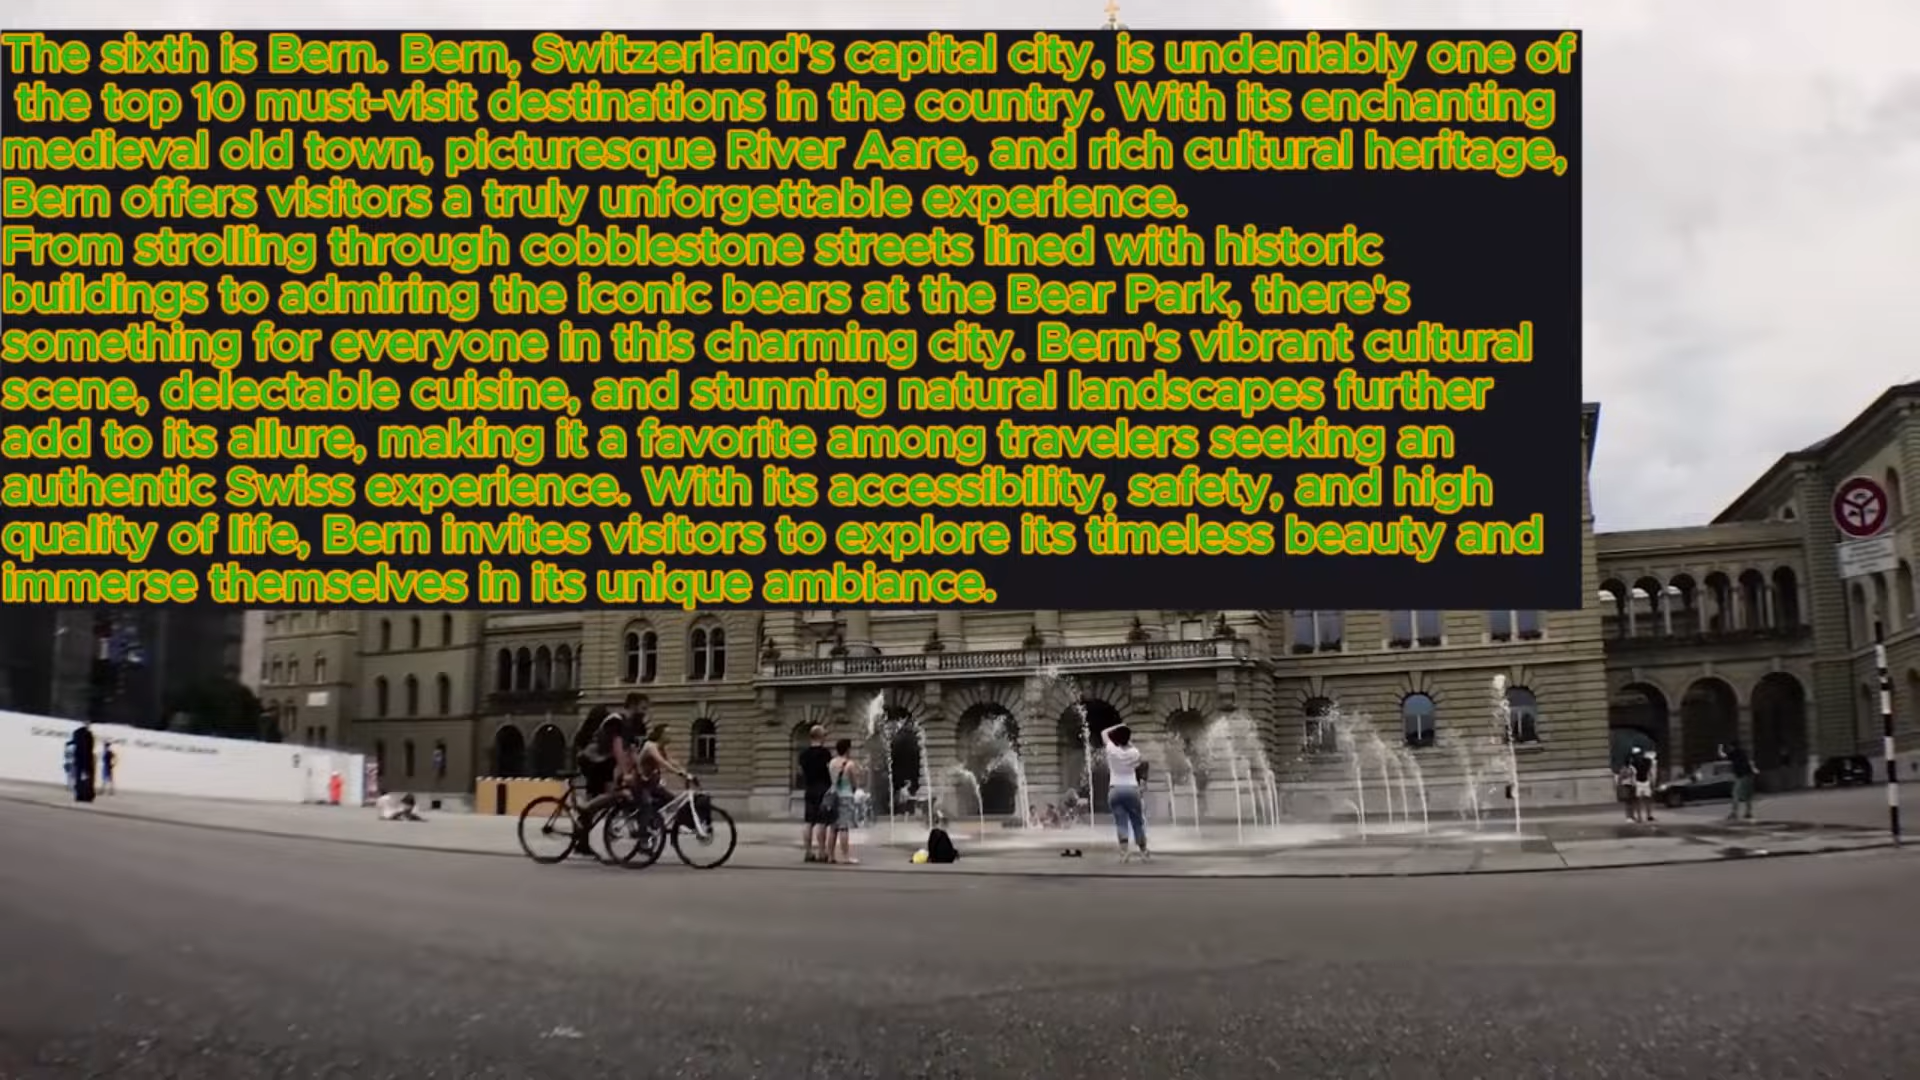 The sixth is Bern. Bern, Switzerland's capital city, is undeniably one of
the top 10 must-visit destinations in the country. With its enchanting
medieval old town, picturesque River Aare, and rich cultural heritage,
Bern offers visitors a truly unforgettable experience.
From strolling through cobblestone streets lined with historic
buildings to admiring the iconic bears at the Bear Park, there's
something for everyone in this charming city. Bern's vibrant cultural
scene, delectable cuisine, and stunning natural landscapes further
add to its allure, making it a favorite among travelers seeking an
authentic Swiss experience. With its accessibility, safety, and high
quality of life, Bern invites visitors to explore its timeless beauty and
immerse themselves in its unique ambiance.